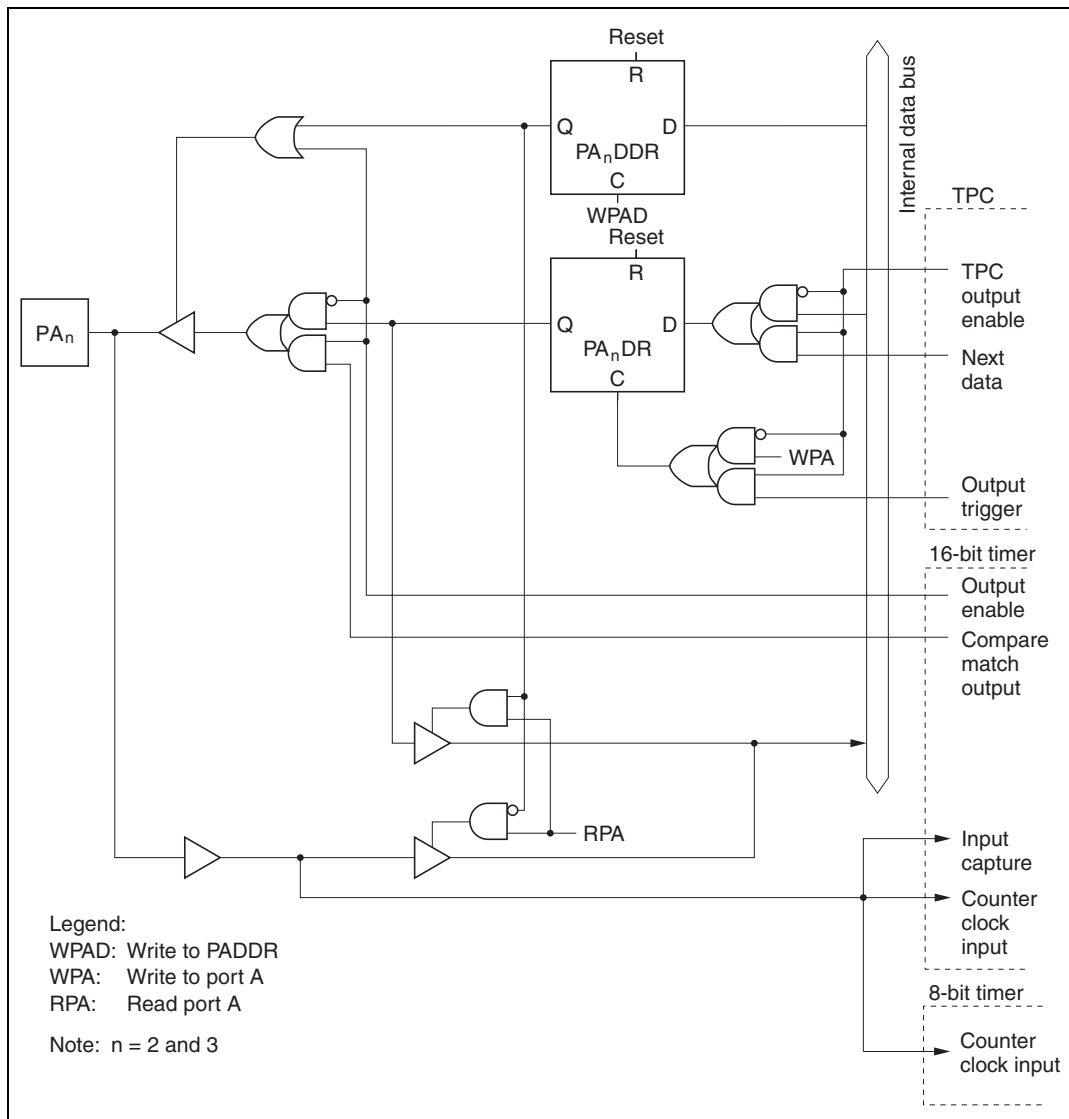 Reset
R
Q
D
PAnDDR
C
WPAD
Internal data bus
TPC
Reset
R
Q
D
PAnDR
C
TPC
output
enable
Next
data
PAn
WPA
Output
trigger
16-bit timer
Output
enable
Compare
match
output
RPA
Input
capture
Counter
clock
input
8-bit timer
Counter
clock input
Legend:
WPAD: Write to PADDR
WPA: Write to port A
RPA: Read port A
Note: n = 2 and 3